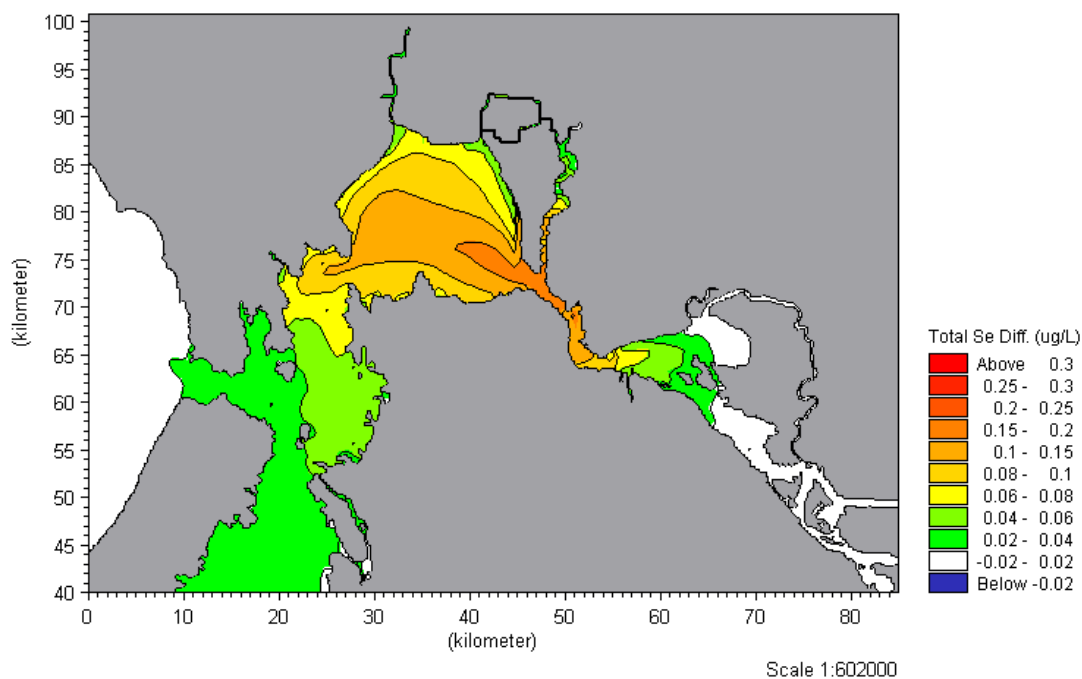 100
95
90
85
80
75
70
65
60
55
50
45
40
(kilometer)
0 10 20 30 40 50 60 70 80
(kilometer)
Scale 1:602000
Total Se Diff. (ug/L)
Above 0.3
0.25 - 0.3
0.2 - 0.25
0.15 - 0.2
0.1 - 0.15
0.08 - 0.1
0.06 - 0.08
0.04 - 0.06
0.02 - 0.04
-0.02 - 0.02
Below -0.02